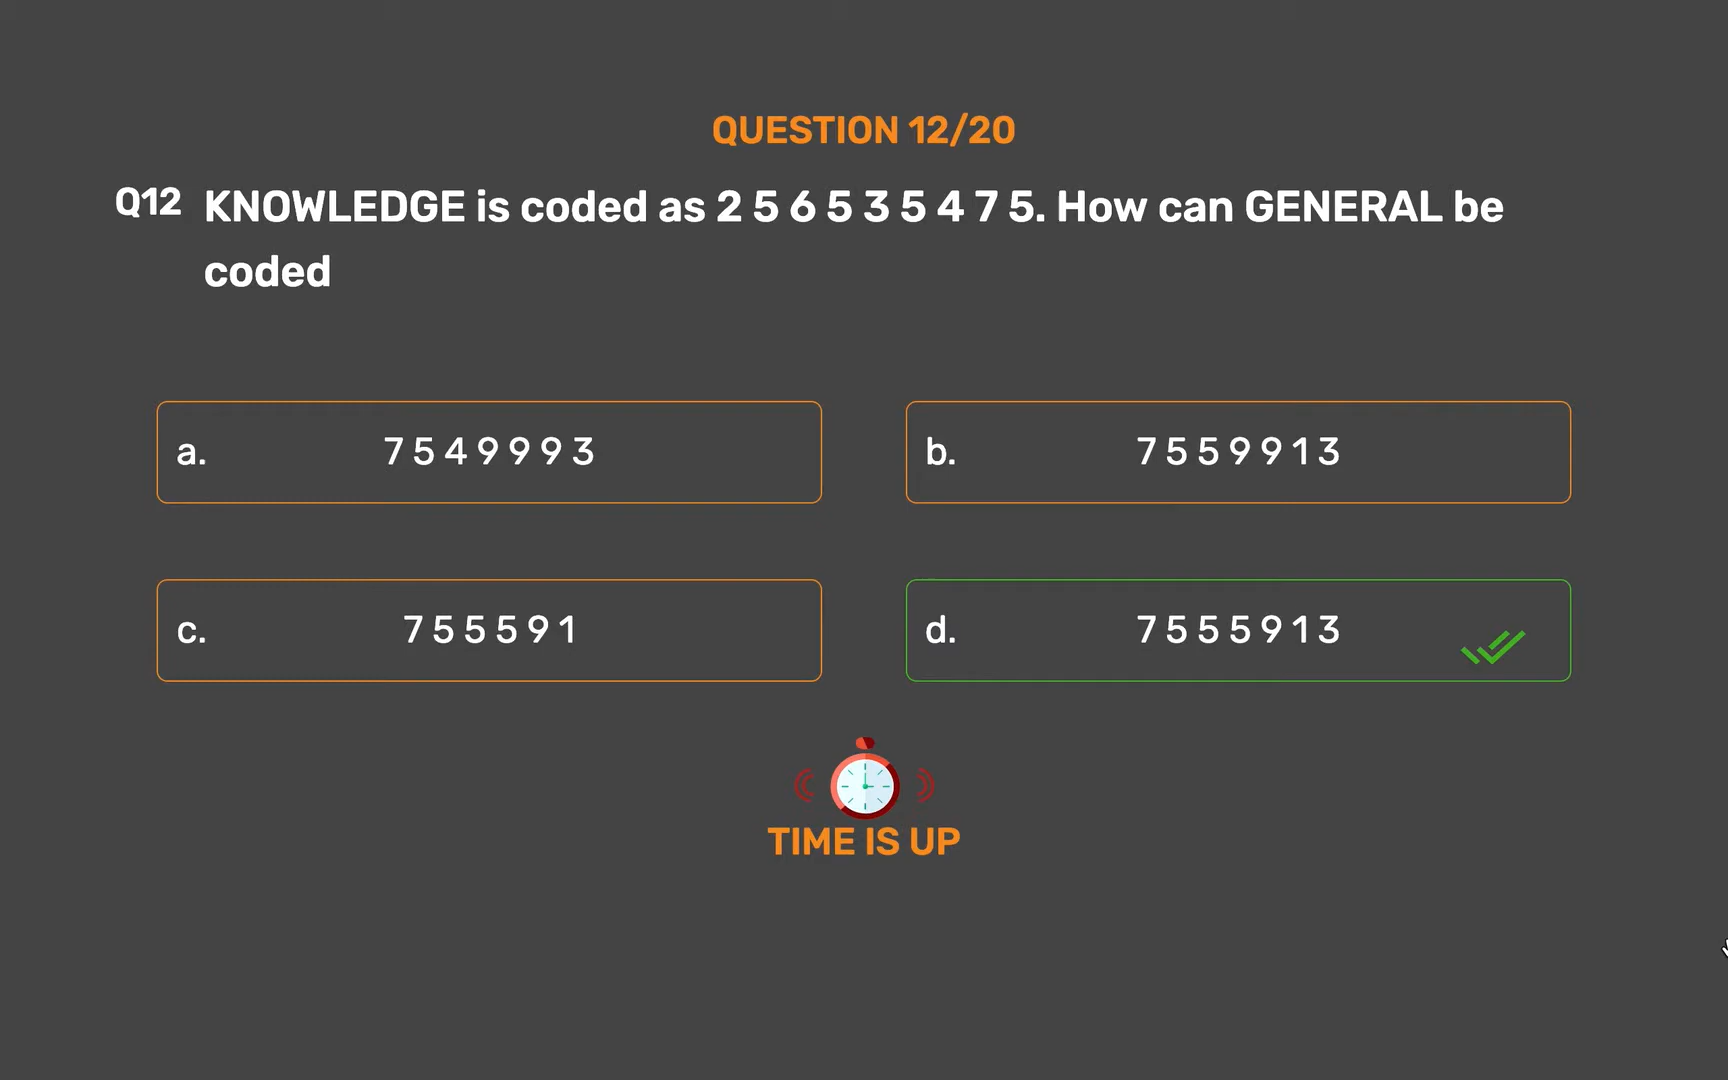 QUESTION 12/20
Q12 KNOWLEDGE is coded as 2 5 6 5 3 5 4 7 5. How can GENERAL be
coded
a. 7 5 4 9 9 9 3
b. 7 5 5 9 9 1 3
c. 7 5 5 5 9 1
d. 7 5 5 5 9 1 3
TIME IS UP